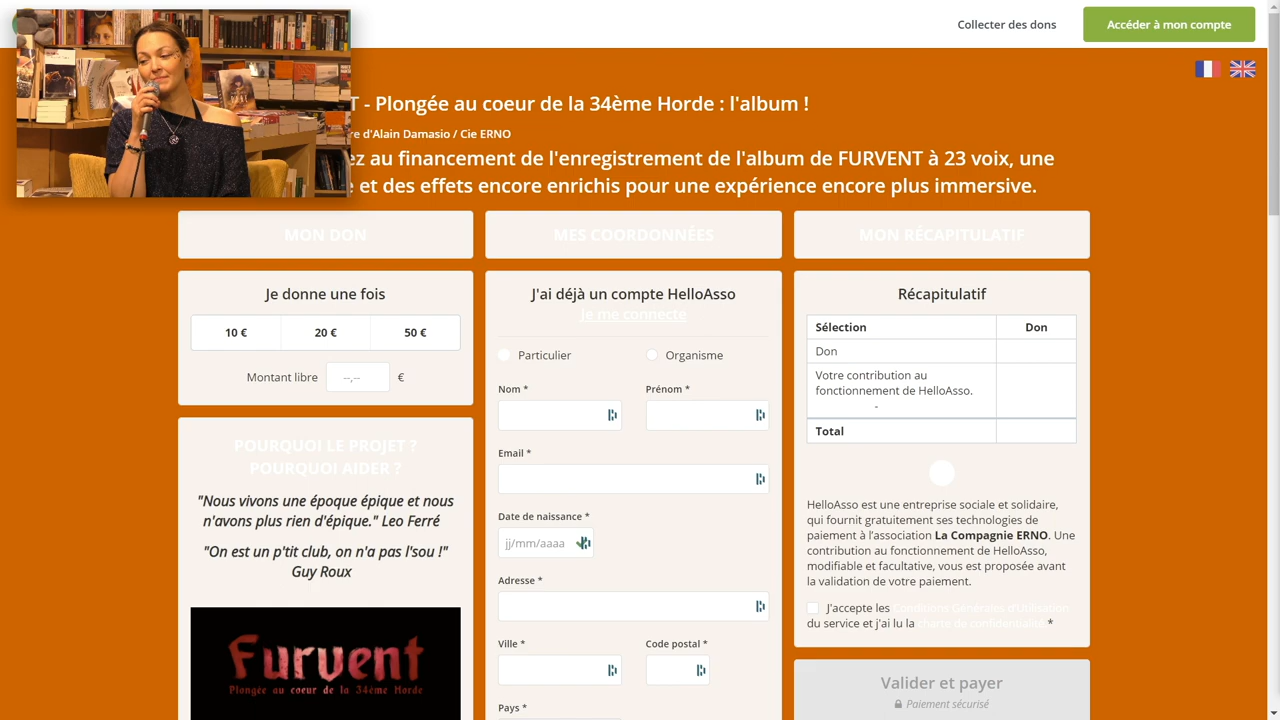 Collecter des dons
Accéder à mon compte
T - Plongée au coeur de la 34ème Horde : l'album !
re d'Alain Damasio / Cie ERNO
ez au financement de l'enregistrement de l'album de FURVENT à 23 voix, une
e et des effets encore enrichis pour une expérience encore plus immersive.
MON DON
Je donne une fois
10 €
20 €
50 €
Montant libre --,-- €
POURQUOI LE PROJET ?
POURQUOI AIDER ?
"Nous vivons une époque épique et nous
n'avons plus rien d'épique." Leo Ferré
"On est un p'tit club, on n'a pas l'sou !"
Guy Roux
Furvent
Plongée au coeur de la 34ème Horde
MES COORDONNÉES
J'ai déjà un compte HelloAsso
Je me connecte
Particulier
Organisme
Nom *
Prénom *
Email *
Date de naissance *
jj/mm/aaaa
Adresse *
Ville *
Code postal *
Pays *
MON RÉCAPITULATIF
Récapitulatif
Sélection
Don
Don
Votre contribution au
fonctionnement de HelloAsso.
-
Total
HelloAsso est une entreprise sociale et solidaire,
qui fournit gratuitement ses technologies de
paiement à l'association La Compagnie ERNO. Une
contribution au fonctionnement de HelloAsso,
modifiable et facultative, vous est proposée avant
la validation de votre paiement.
J'accepte les Conditions Générales d'Utilisation
du service et j'ai lu la charte de confidentialité *
Valider et payer
Paiement sécurisé